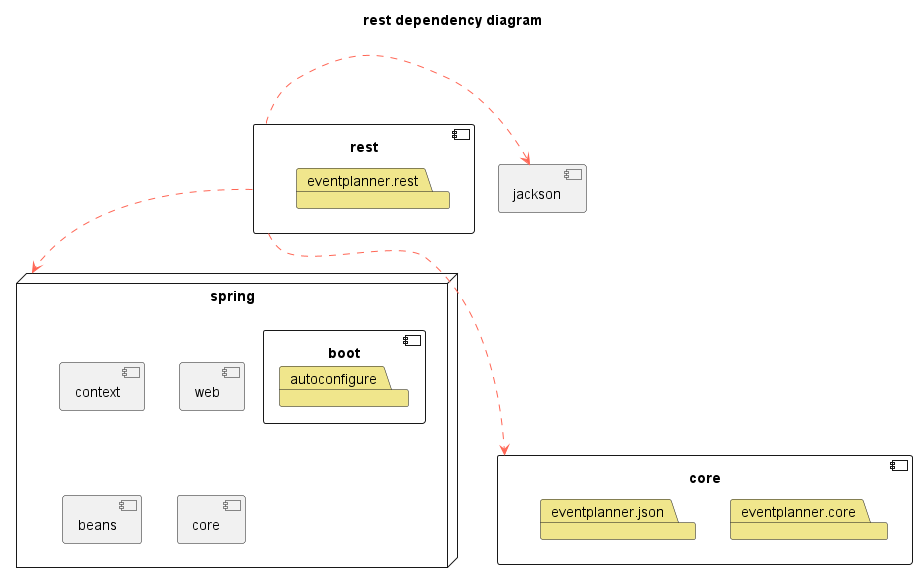 rest dependency diagram
rest
eventplanner.rest
jackson
spring
boot
autoconfigure
context
web
beans
core
core
eventplanner.json
eventplanner.core